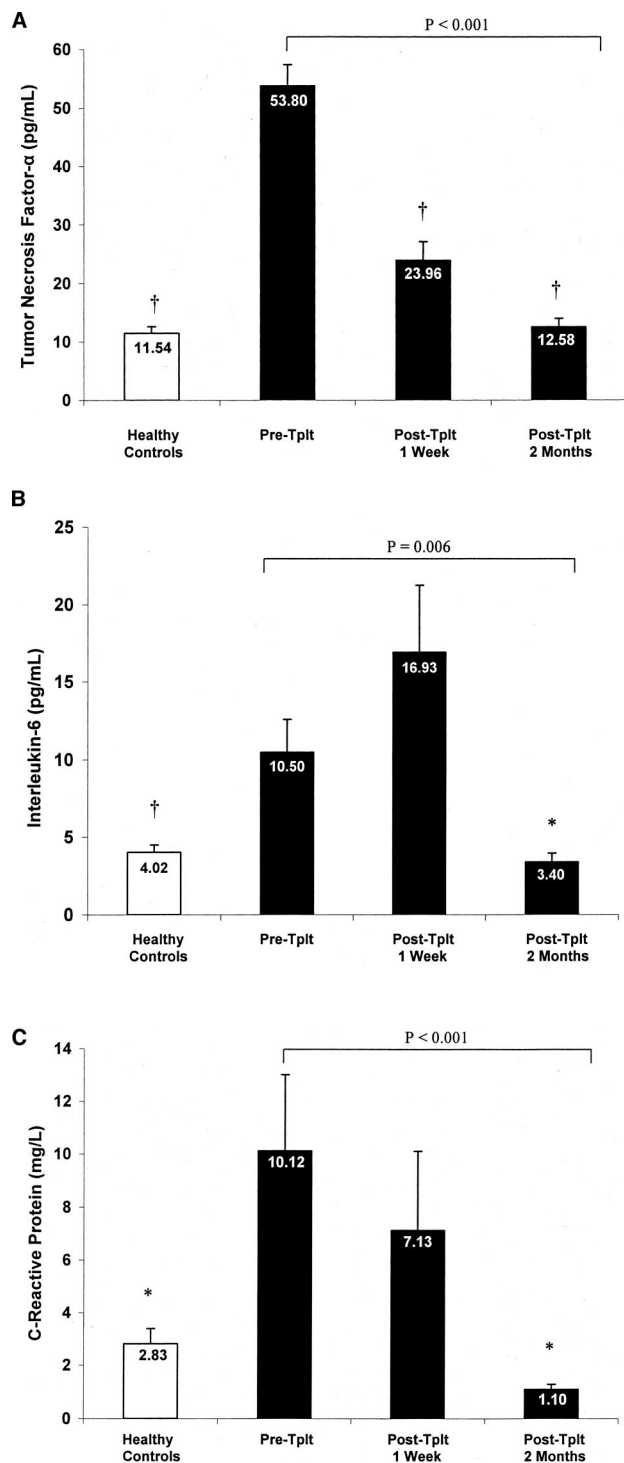 A
P < 0.001
Tumor Necrosis Factor-α (pg/mL)
60
50
40
30
20
10
0
†
11.54
53.80
†
23.96
†
12.58
Healthy Controls
Pre-Tplt
Post-Tplt 1 Week
Post-Tplt 2 Months
B
P = 0.006
Interleukin-6 (pg/mL)
25
20
15
10
5
0
†
4.02
10.50
16.93
*
3.40
Healthy Controls
Pre-Tplt
Post-Tplt 1 Week
Post-Tplt 2 Months
C
P < 0.001
C-Reactive Protein (mg/L)
14
12
10
8
6
4
2
0
*
2.83
10.12
7.13
*
1.10
Healthy Controls
Pre-Tplt
Post-Tplt 1 Week
Post-Tplt 2 Months